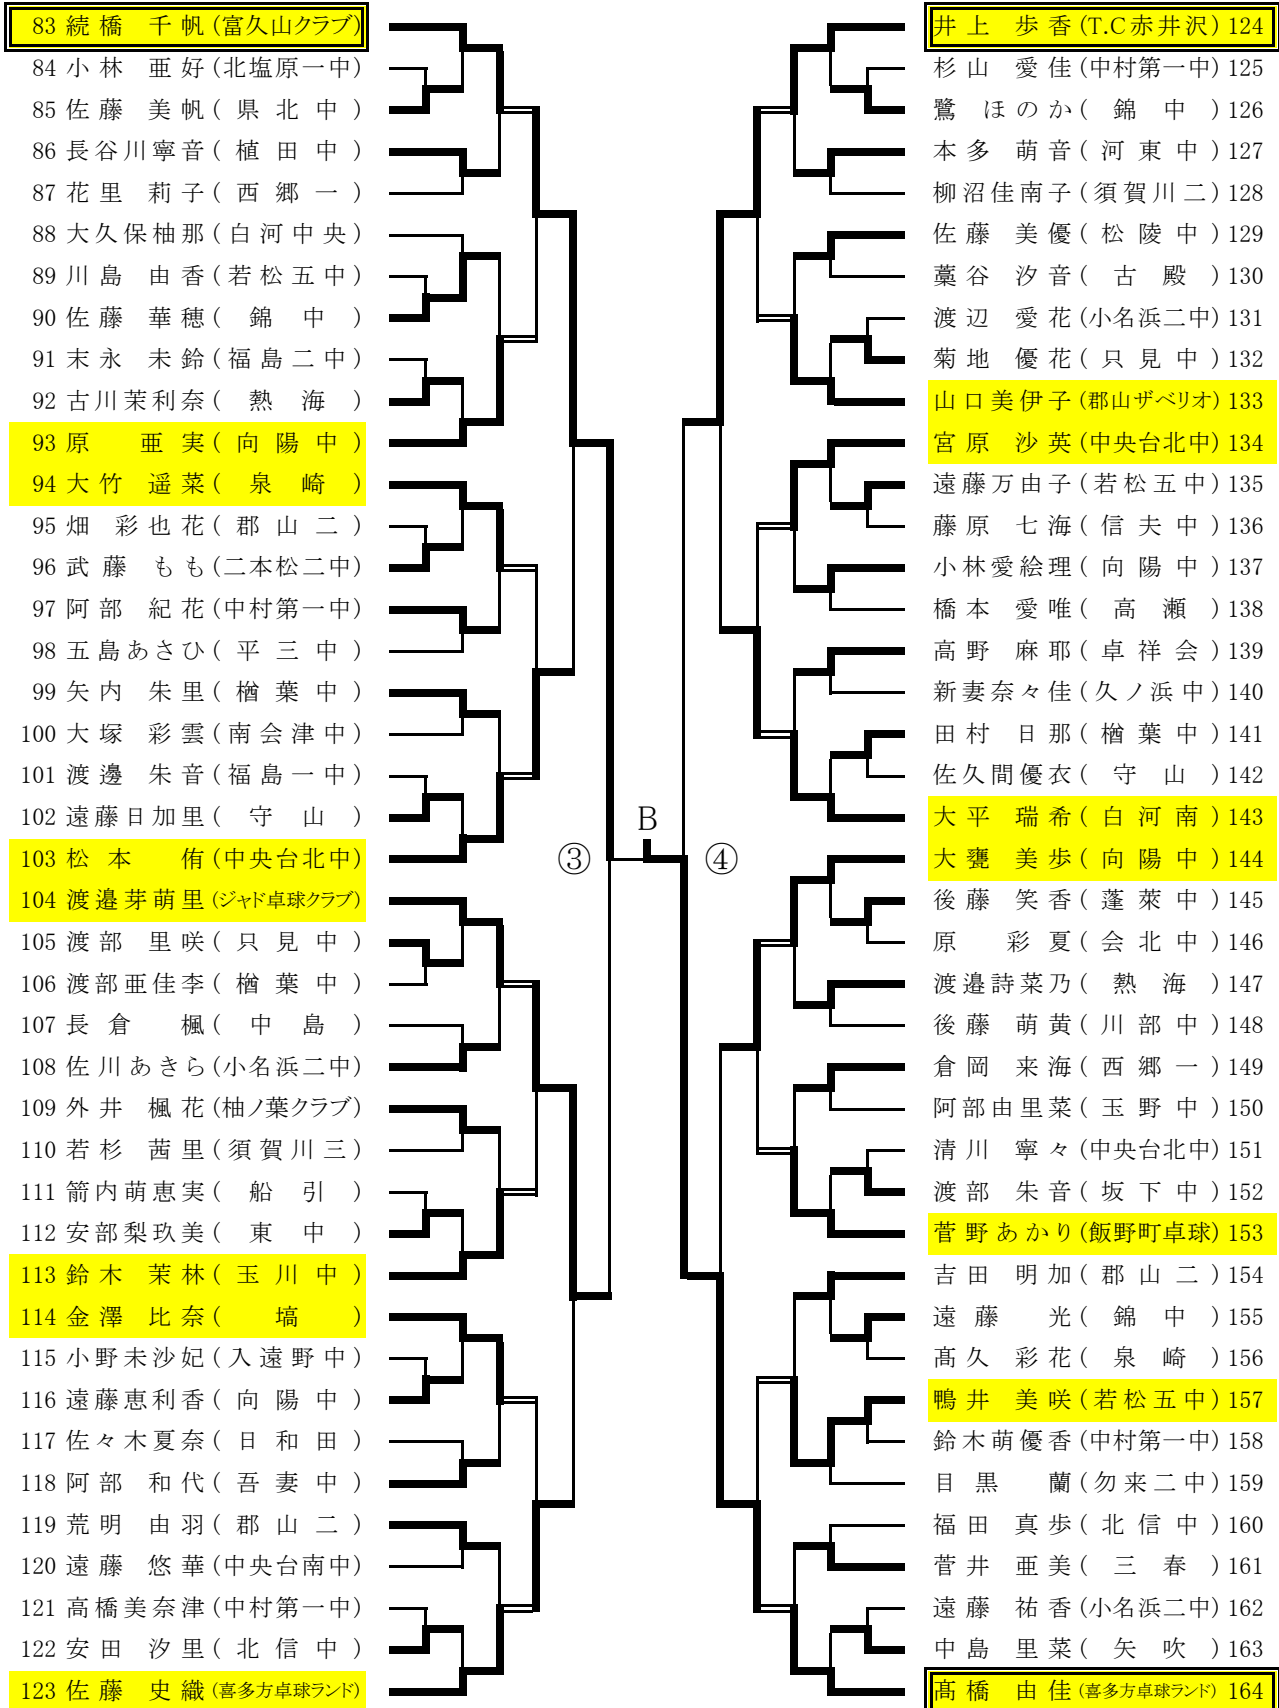 83 続橋 千帆 (富久山クラブ)
84 小林 亜好 (北塩原一中)
85 佐藤 美帆 (県北中)
86 長谷川寧音 (植田中)
87 花里 莉子 (西郷一)
88 大久保柚那 (白河中央)
89 川島 由香 (若松五中)
90 佐藤 華穂 (錦中)
91 末永 未鈴 (福島二中)
92 古川茉利奈 (熱海)
93 原 亜実 (向陽中)
94 大竹 遥菜 (泉崎)
95 畑 彩也花 (郡山二)
96 武藤 もも (二本松二中)
97 阿部 紀花 (中村第一中)
98 五島あさひ (平三中)
99 矢内 朱里 (楢葉中)
100 大塚 彩雲 (南会津中)
101 渡邊 朱音 (福島一中)
102 遠藤日加里 (守山)
103 松本 侑 (中央台北中)
104 渡邉芽萌里 (ジャド卓球クラブ)
105 渡部 里咲 (只見中)
106 渡部亜佳李 (楢葉中)
107 長倉 楓 (中島)
108 佐川あきら (小名浜二中)
109 外井 楓花 (柚ノ葉クラブ)
110 若杉 茜里 (須賀川三)
111 箭内萌恵実 (船引)
112 安部梨玖美 (東中)
113 鈴木 茉林 (玉川中)
114 金澤 比奈 (塙)
115 小野未沙妃 (入遠野中)
116 遠藤恵利香 (向陽中)
117 佐々木夏奈 (日和田)
118 阿部 和代 (吾妻中)
119 荒明 由羽 (郡山二)
120 遠藤 悠華 (中央台南中)
121 高橋美奈津 (中村第一中)
122 安田 汐里 (北信中)
123 佐藤 史織 (喜多方卓球ランド)
③
B
④
井上 歩香 (T.C赤井沢) 124
杉山 愛佳 (中村第一中) 125
鷺 ほのか (錦中) 126
本多 萌音 (河東中) 127
柳沼佳南子 (須賀川二) 128
佐藤 美優 (松陵中) 129
藁谷 汐音 (古殿) 130
渡辺 愛花 (小名浜二中) 131
菊地 優花 (只見中) 132
山口美伊子 (郡山ザベリオ) 133
宮原 沙英 (中央台北中) 134
遠藤万由子 (若松五中) 135
藤原 七海 (信夫中) 136
小林愛絵理 (向陽中) 137
橋本 愛唯 (高瀬) 138
高野 麻耶 (卓祥会) 139
新妻奈々佳 (久ノ浜中) 140
田村 日那 (楢葉中) 141
佐久間優衣 (守山) 142
大平 瑞希 (白河南) 143
大甕 美歩 (向陽中) 144
後藤 笑香 (蓬萊中) 145
原 彩夏 (会北中) 146
渡邉詩菜乃 (熱海) 147
後藤 萌黄 (川部中) 148
倉岡 来海 (西郷一) 149
阿部由里菜 (玉野中) 150
清川 寧々 (中央台北中) 151
渡部 朱音 (坂下中) 152
菅野あかり (飯野町卓球) 153
吉田 明加 (郡山二) 154
遠藤 光 (錦中) 155
髙久 彩花 (泉崎) 156
鴨井 美咲 (若松五中) 157
鈴木萌優香 (中村第一中) 158
目黒 蘭 (勿来二中) 159
福田 真歩 (北信中) 160
菅井 亜美 (三春) 161
遠藤 祐香 (小名浜二中) 162
中島 里菜 (矢吹) 163
髙橋 由佳 (喜多方卓球ランド) 164